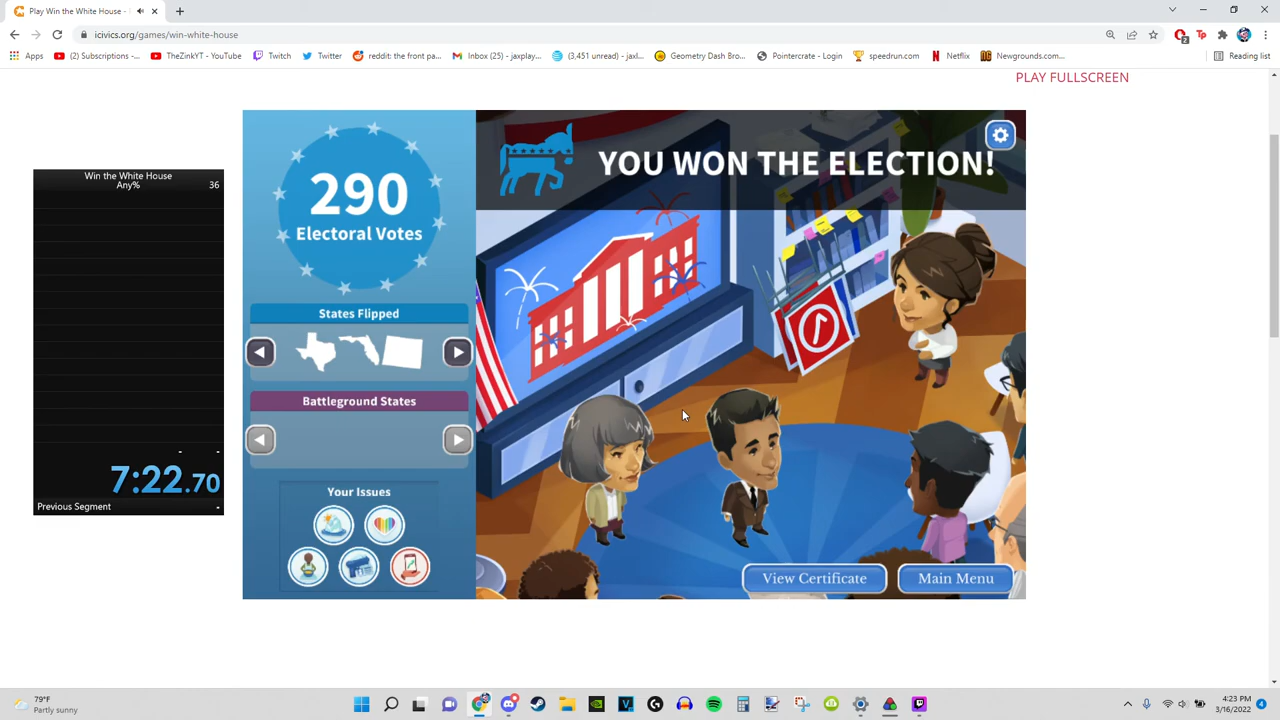 Play Win the White House
icivics.org/games/win-white-house
Apps
(2) Subscriptions -...
TheZinkYT - YouTube
Twitch
Twitter
reddit: the front pa...
Inbox (25) - jaxplay...
(3,451 unread) - jaxl...
Geometry Dash Bro...
Pointercrate - Login
speedrun.com
Netflix
Newgrounds.com...
Reading list
PLAY FULLSCREEN
Win the White House
Any%
36
-
-
7:22.70
Previous Segment
-
290
Electoral Votes
States Flipped
Battleground States
Your Issues
YOU WON THE ELECTION!
View Certificate
Main Menu
79°F
Partly sunny
4:23 PM
3/16/2022